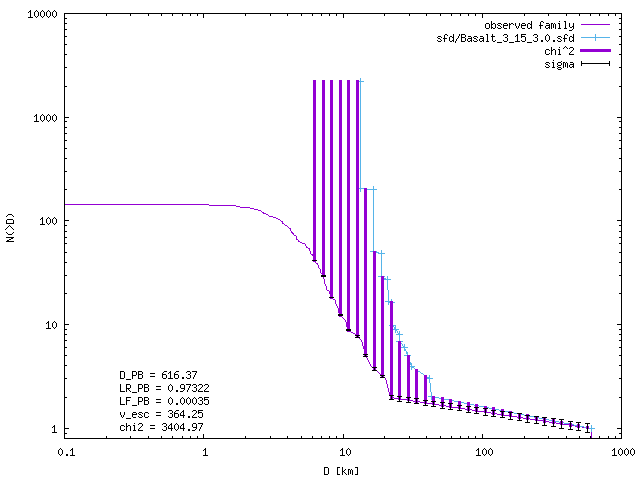 10000
1000
100
10
1
N(>D)
observed family
sfd/Basalt_3_15_3.0.sfd
chi^2
sigma
D_PB = 616.37
LR_PB = 0.97322
LF_PB = 0.00035
v_esc = 364.25
chi2 = 3404.97
0.1 1 10 100 1000
D [km]